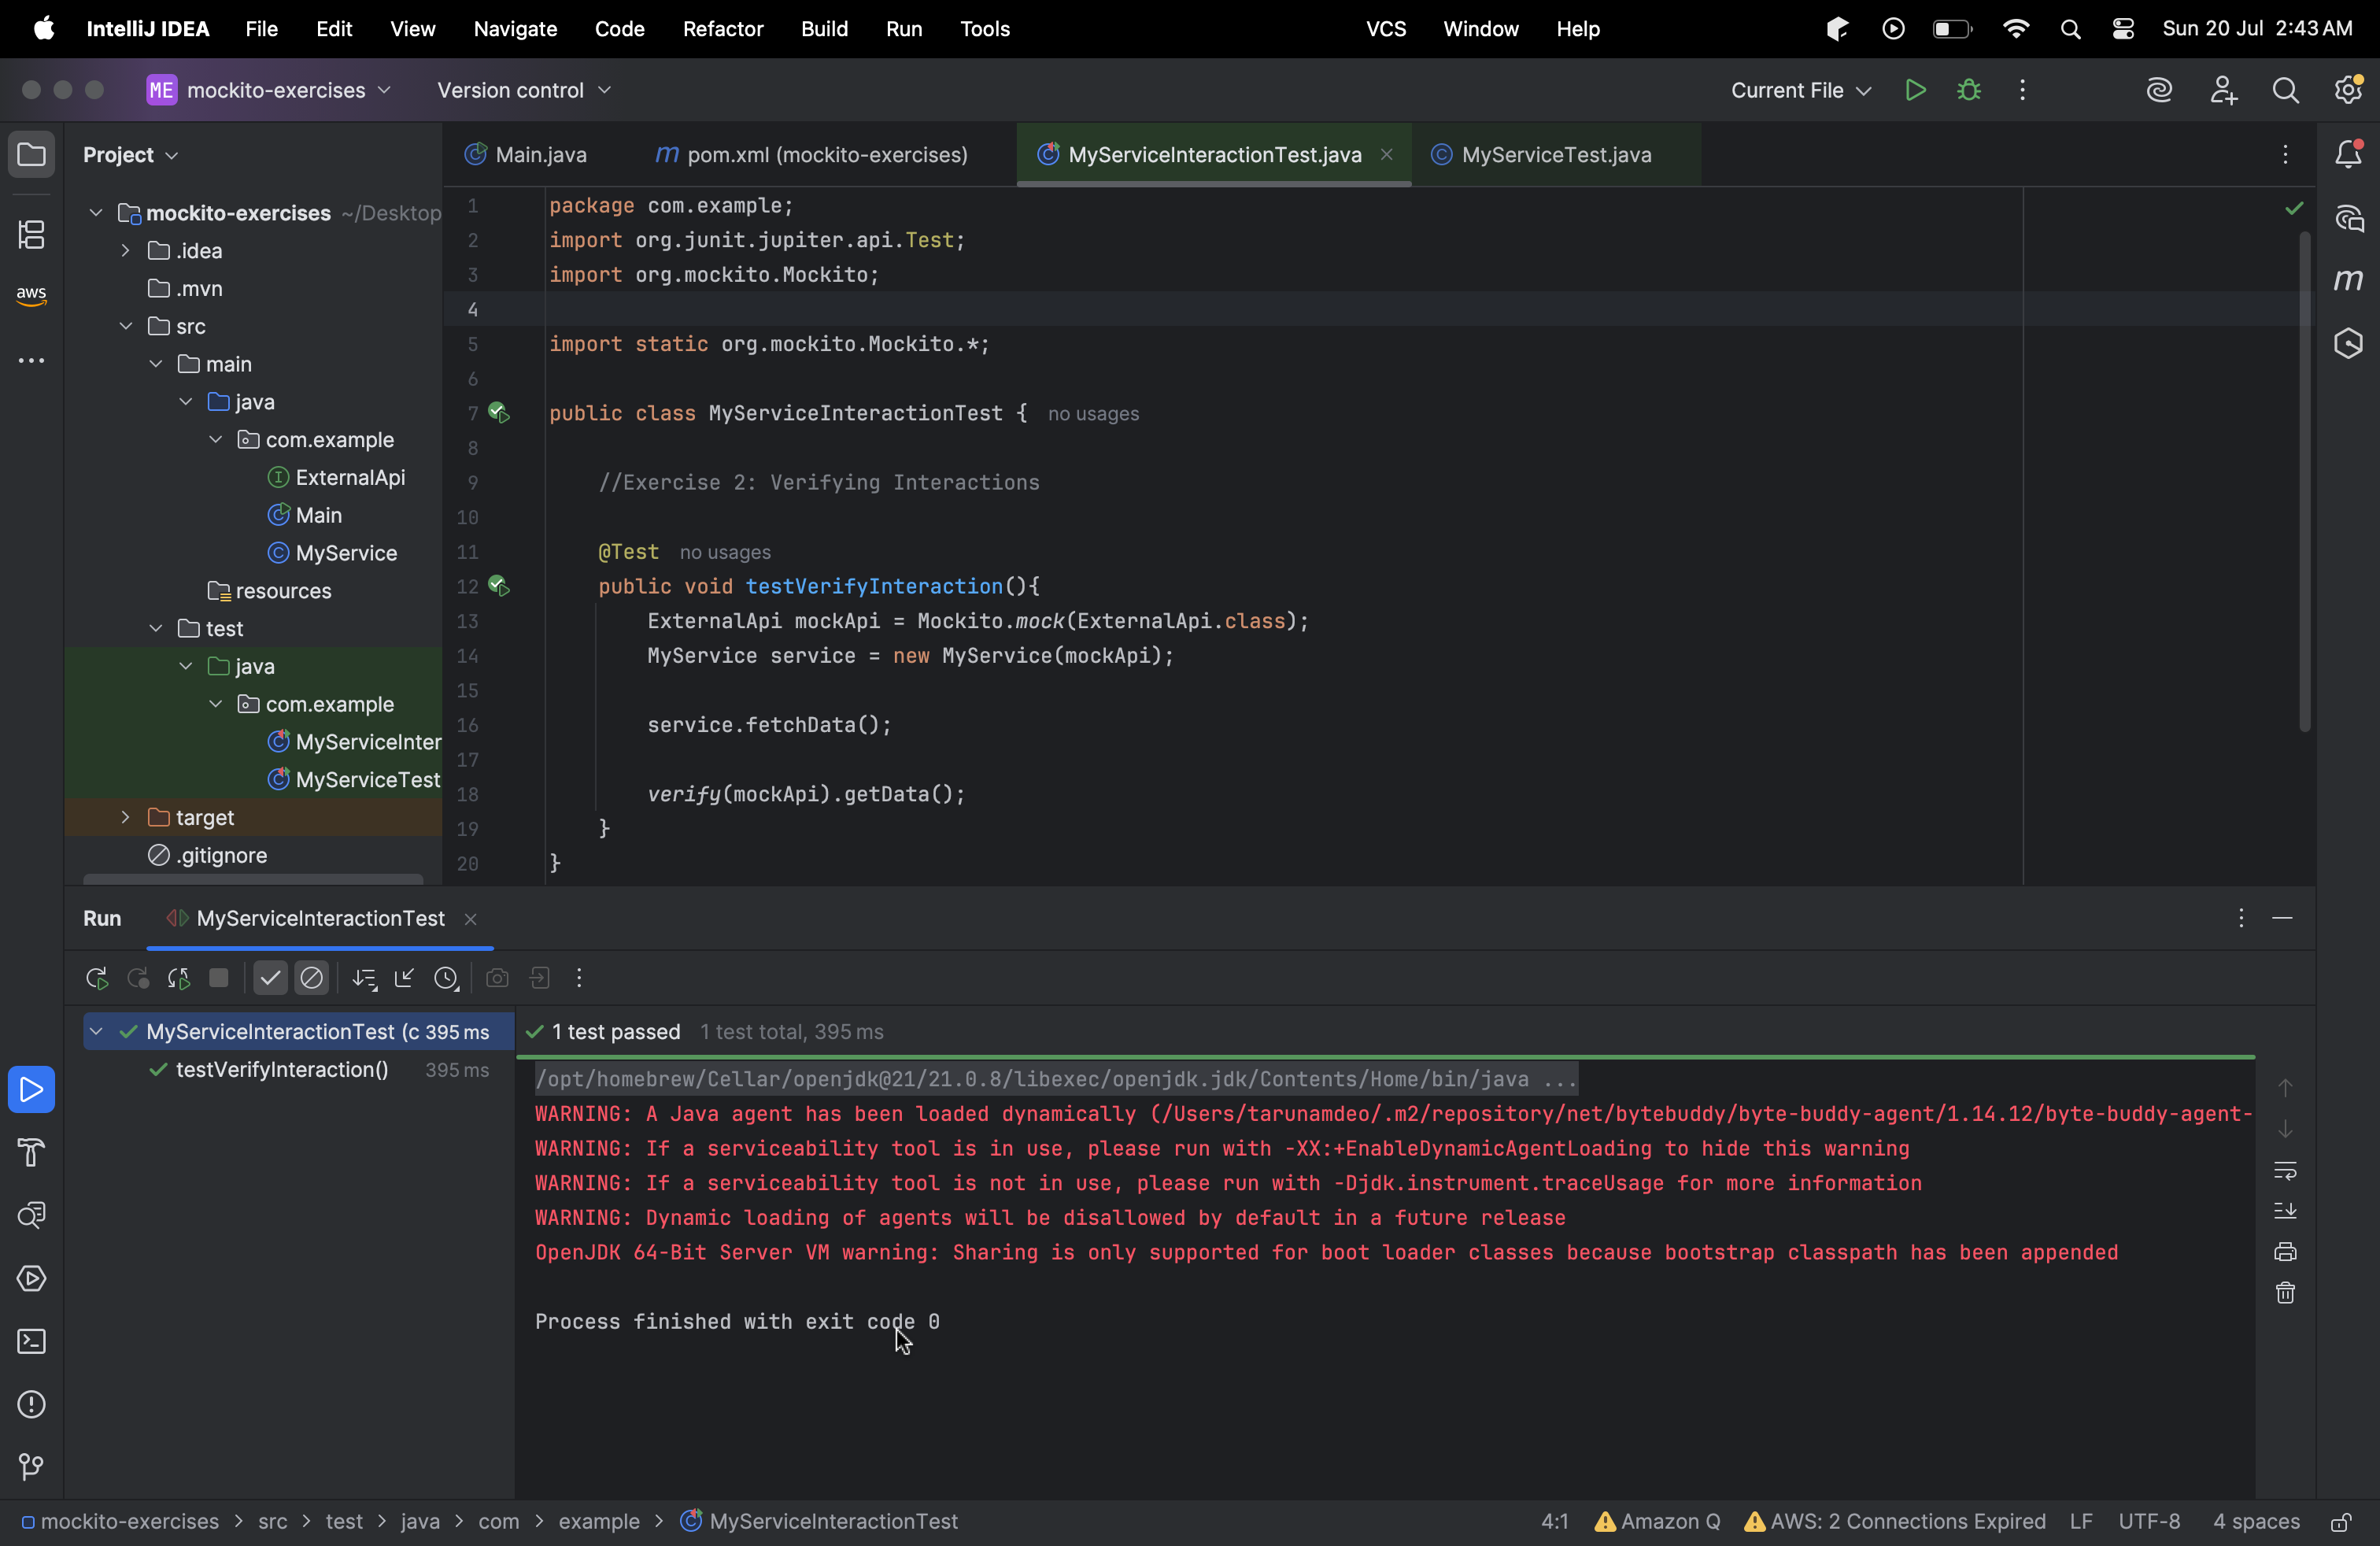 IntelliJ IDEA File Edit View Navigate Code Refactor Build Run Tools VCS Window Help Sun 20 Jul 2:43 AM
ME mockito-exercises Version control Current File
Project
Main.java
m pom.xml (mockito-exercises)
MyServiceInteractionTest.java
MyServiceTest.java
aws
mockito-exercises ~/Desktop
.idea
.mvn
src
main
java
com.example
ExternalApi
Main
MyService
resources
test
java
com.example
MyServiceInter
MyServiceTest
target
.gitignore
1 package com.example;
2 import org.junit.jupiter.api.Test;
3 import org.mockito.Mockito;
4
5 import static org.mockito.Mockito.*;
6
7 public class MyServiceInteractionTest { no usages
8
9 //Exercise 2: Verifying Interactions
10
11 @Test no usages
12 public void testVerifyInteraction(){
13 ExternalApi mockApi = Mockito.mock(ExternalApi.class);
14 MyService service = new MyService(mockApi);
15
16 service.fetchData();
17
18 verify(mockApi).getData();
19 }
20 }
m
Run MyServiceInteractionTest
MyServiceInteractionTest (c 395 ms
testVerifyInteraction() 395 ms
1 test passed 1 test total, 395 ms
/opt/homebrew/Cellar/openjdk@21/21.0.8/libexec/openjdk.jdk/Contents/Home/bin/java ...
WARNING: A Java agent has been loaded dynamically (/Users/tarunamdeo/.m2/repository/net/bytebuddy/byte-buddy-agent/1.14.12/byte-buddy-agent-
WARNING: If a serviceability tool is in use, please run with -XX:+EnableDynamicAgentLoading to hide this warning
WARNING: If a serviceability tool is not in use, please run with -Djdk.instrument.traceUsage for more information
WARNING: Dynamic loading of agents will be disallowed by default in a future release
OpenJDK 64-Bit Server VM warning: Sharing is only supported for boot loader classes because bootstrap classpath has been appended
Process finished with exit code 0
mockito-exercises > src > test > java > com > example > MyServiceInteractionTest 4:1 Amazon Q AWS: 2 Connections Expired LF UTF-8 4 spaces